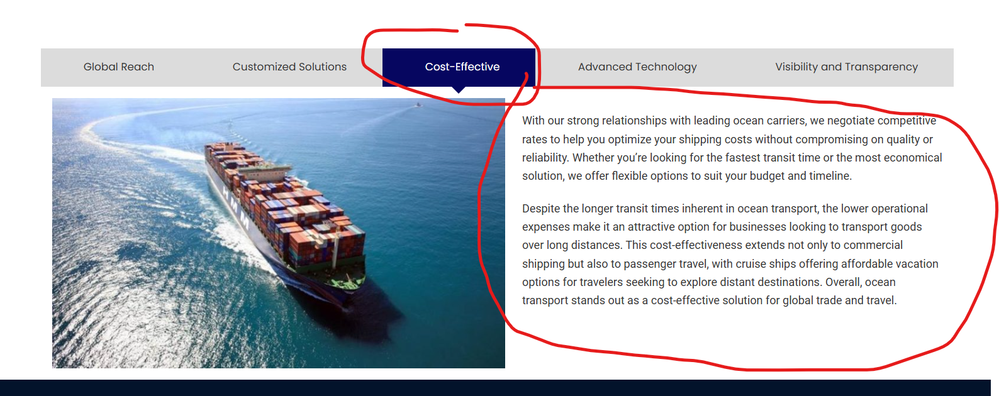 Global Reach
Customized Solutions
Cost-Effective
Advanced Technology
Visibility and Transparency
With our strong relationships with leading ocean carriers, we negotiate competitive
rates to help you optimize your shipping costs without compromising on quality or
reliability. Whether you’re looking for the fastest transit time or the most economical
solution, we offer flexible options to suit your budget and timeline.
Despite the longer transit times inherent in ocean transport, the lower operational
expenses make it an attractive option for businesses looking to transport goods
over long distances. This cost-effectiveness extends not only to commercial
shipping but also to passenger travel, with cruise ships offering affordable vacation
options for travelers seeking to explore distant destinations. Overall, ocean
transport stands out as a cost-effective solution for global trade and travel.